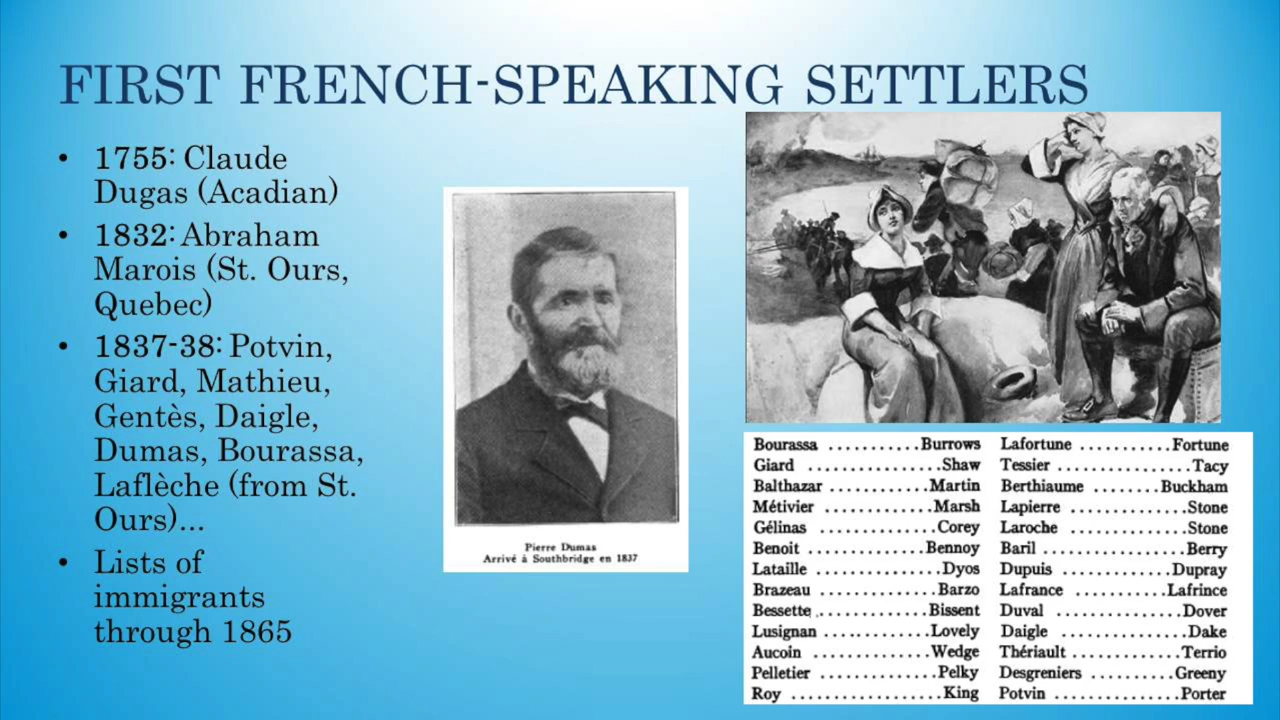 FIRST FRENCH-SPEAKING SETTLERS
• 1755: Claude
Dugas (Acadian)
• 1832: Abraham
Marois (St. Ours,
Quebec)
• 1837-38: Potvin,
Giard, Mathieu,
Gentès, Daigle,
Dumas, Bourassa,
Laflèche (from St.
Ours)...
• Lists of
immigrants
through 1865
Pierre Dumas
Arrivé à Southbridge en 1837
Bourassa ...........Burrows
Giard ................Shaw
Balthazar ............Martin
Métivier .............Marsh
Gélinas ..............Corey
Benoit ..............Bennoy
Lataille ...............Dyos
Brazeau ..............Barzo
Bessette .............Bissent
Lusignan .............Lovely
Aucoin ..............Wedge
Pelletier ..............Pelky
Roy ..................King
Lafortune ..........Fortune
Tessier ...............Tacy
Berthiaume ........Buckham
Lapierre .............Stone
Laroche ..............Stone
Baril .................Berry
Dupuis .............Dupray
Lafrance ..........Lafrince
Duval ...............Dover
Daigle ...............Dake
Thériault .............Terrio
Desgreniers .........Greeny
Potvin ..............Porter